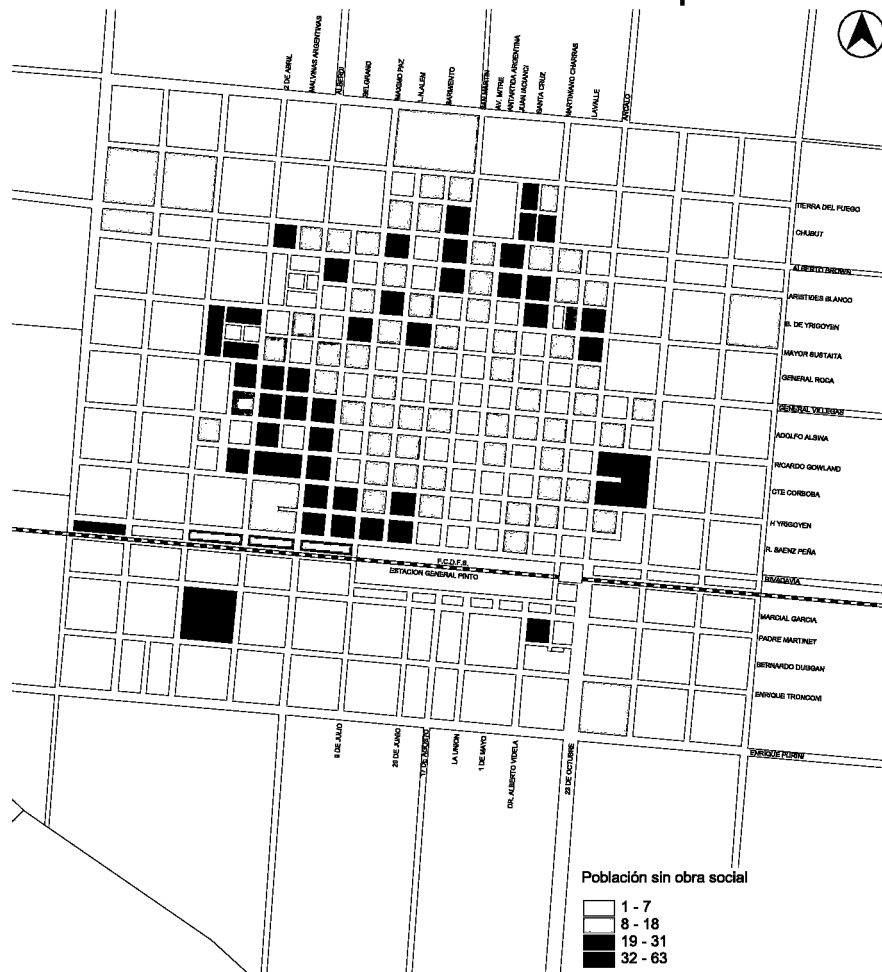 2 DE ABRIL
MALVINAS ARGENTINAS
ALBERDI
BELGRANO
MAXIMO PAZ
L.N.ALEM
SARMIENTO
SAN MARTIN
AV. MITRE
ANTARTIDA ARGENTINA
JUAN IACIANCI
SANTA CRUZ
MARTINIANO CHARRAS
LAVALLE
TIERRA DEL FUEGO
CHUBUT
ALBERTO BROWN
ARISTIDES BLANCO
B. DE YRIGOYEN
MAYOR SUSTAITA
GENERAL ROCA
GENERAL VILLEGAS
ADOLFO ALSINA
RICARDO GOWLAND
CTE CORDOBA
H YRIGOYEN
R. SAENZ PEÑA
RIVADAVIA
F.C.D.F.S.
ESTACION GENERAL PINTO
MARCIAL GARCIA
PADRE MARTINET
BERNARDO DUGGAN
ENRIQUE TRONCONI
ENRIQUE PURINI
9 DE JULIO
20 DE JUNIO
17 DE AGOSTO
LA UNION
1 DE MAYO
DR. ALBERTO VIDELA
23 DE OCTUBRE
Población sin obra social
1 - 7
8 - 18
19 - 31
32 - 63